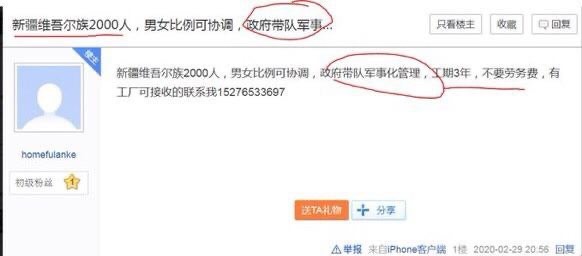 新疆维吾尔族2000人，男女比例可协调，政府带队军事...
只看楼主
收藏
回复
楼主
homefulanke
初级粉丝 1
新疆维吾尔族2000人，男女比例可协调，政府带队军事化管理，工期3年，不要劳务费，有
工厂可接收的联系我15276533697
送TA礼物
分享
举报 来自iPhone客户端 1楼 2020-02-29 20:56 回复